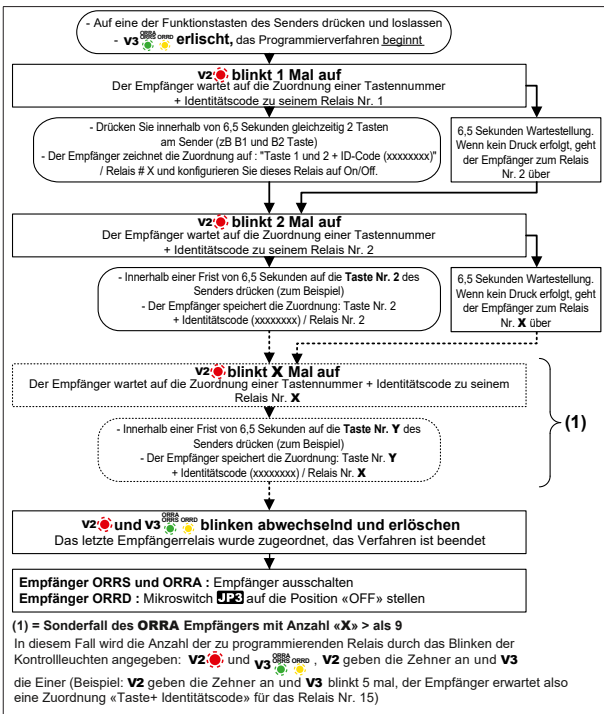 - Auf eine der Funktionstasten des Senders drücken und loslassen
- V3 ORRA ORRS ORRD erlischt, das Programmierverfahren beginnt
V2 blinkt 1 Mal auf
Der Empfänger wartet auf die Zuordnung einer Tastennummer
+ Identitätscode zu seinem Relais Nr. 1
- Drücken Sie innerhalb von 6,5 Sekunden gleichzeitig 2 Tasten
am Sender (zB B1 und B2 Taste)
- Der Empfänger zeichnet die Zuordnung auf : "Taste 1 und 2 + ID-Code (xxxxxxxx)"
/ Relais # X und konfigurieren Sie dieses Relais auf On/Off.
6,5 Sekunden Wartestellung.
Wenn kein Druck erfolgt, geht
der Empfänger zum Relais
Nr. 2 über
V2 blinkt 2 Mal auf
Der Empfänger wartet auf die Zuordnung einer Tastennummer
+ Identitätscode zu seinem Relais Nr. 2
- Innerhalb einer Frist von 6,5 Sekunden auf die Taste Nr. 2 des
Senders drücken (zum Beispiel)
- Der Empfänger speichert die Zuordnung: Taste Nr. 2
+ Identitätscode (xxxxxxxx) / Relais Nr. 2
6,5 Sekunden Wartestellung.
Wenn kein Druck erfolgt, geht
der Empfänger zum Relais
Nr. X über
V2 blinkt X Mal auf
Der Empfänger wartet auf die Zuordnung einer Tastennummer + Identitätscode zu seinem
Relais Nr. X
- Innerhalb einer Frist von 6,5 Sekunden auf die Taste Nr. Y des
Senders drücken (zum Beispiel)
- Der Empfänger speichert die Zuordnung: Taste Nr. Y
+ Identitätscode (xxxxxxxx) / Relais Nr. X
(1)
V2 und V3 ORRA ORRS ORRD blinken abwechselnd und erlöschen
Das letzte Empfängerrelais wurde zugeordnet, das Verfahren ist beendet
Empfänger ORRS und ORRA : Empfänger ausschalten
Empfänger ORRD : Mikroswitch JP3 auf die Position «OFF» stellen
(1) = Sonderfall des ORRA Empfängers mit Anzahl «X» > als 9
In diesem Fall wird die Anzahl der zu programmierenden Relais durch das Blinken der
Kontrollleuchten angegeben: V2 und V3 ORRA ORRS ORRD , V2 geben die Zehner an und V3
die Einer (Beispiel: V2 geben die Zehner an und V3 blinkt 5 mal, der Empfänger erwartet also
eine Zuordnung «Taste+ Identitätscode» für das Relais Nr. 15)